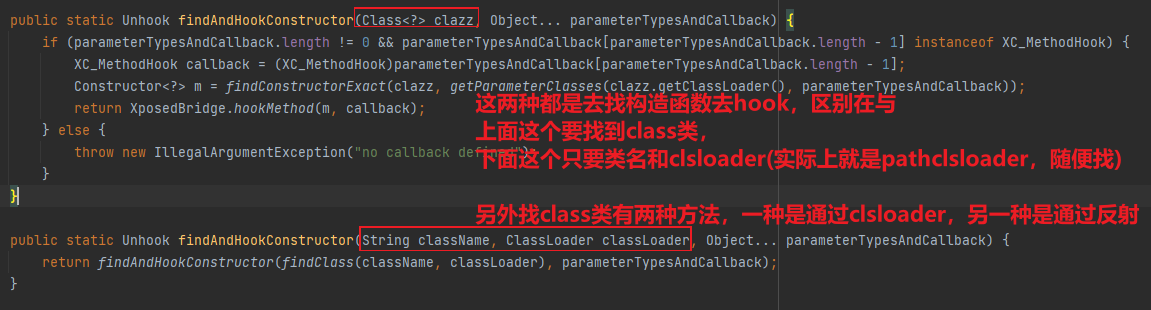 public static Unhook findAndHookConstructor(Class<?> clazz, Object... parameterTypesAndCallback) {
if (parameterTypesAndCallback.length != 0 && parameterTypesAndCallback[parameterTypesAndCallback.length - 1] instanceof XC_MethodHook) {
XC_MethodHook callback = (XC_MethodHook)parameterTypesAndCallback[parameterTypesAndCallback.length - 1];
Constructor<?> m = findConstructorExact(clazz, getParameterClasses(clazz.getClassLoader(), parameterTypesAndCallback));
return XposedBridge.hookMethod(m, callback);
这两种都是去找构造函数去hook，区别在与
} else {
上面这个要找到class类，
throw new IllegalArgumentException("no callback defined")
下面这个只要类名和clsloader(实际上就是pathclsloader，随便找)
}
}
另外找class类有两种方法，一种是通过clsloader，另一种是通过反射
public static Unhook findAndHookConstructor(String className, ClassLoader classLoader, Object... parameterTypesAndCallback) {
return findAndHookConstructor(findClass(className, classLoader), parameterTypesAndCallback);
}